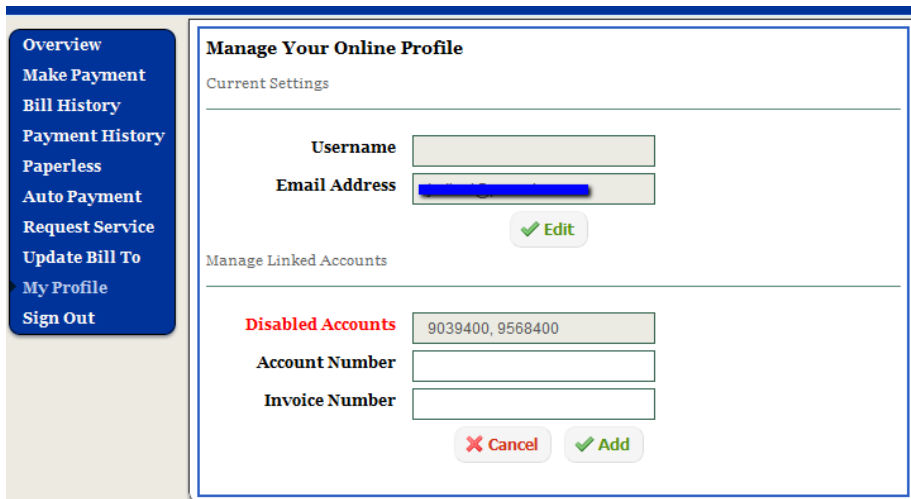 Overview
Make Payment
Bill History
Payment History
Paperless
Auto Payment
Request Service
Update Bill To
My Profile
Sign Out
Manage Your Online Profile
Current Settings
Username
Email Address
Edit
Manage Linked Accounts
Disabled Accounts 9039400, 9568400
Account Number
Invoice Number
Cancel Add